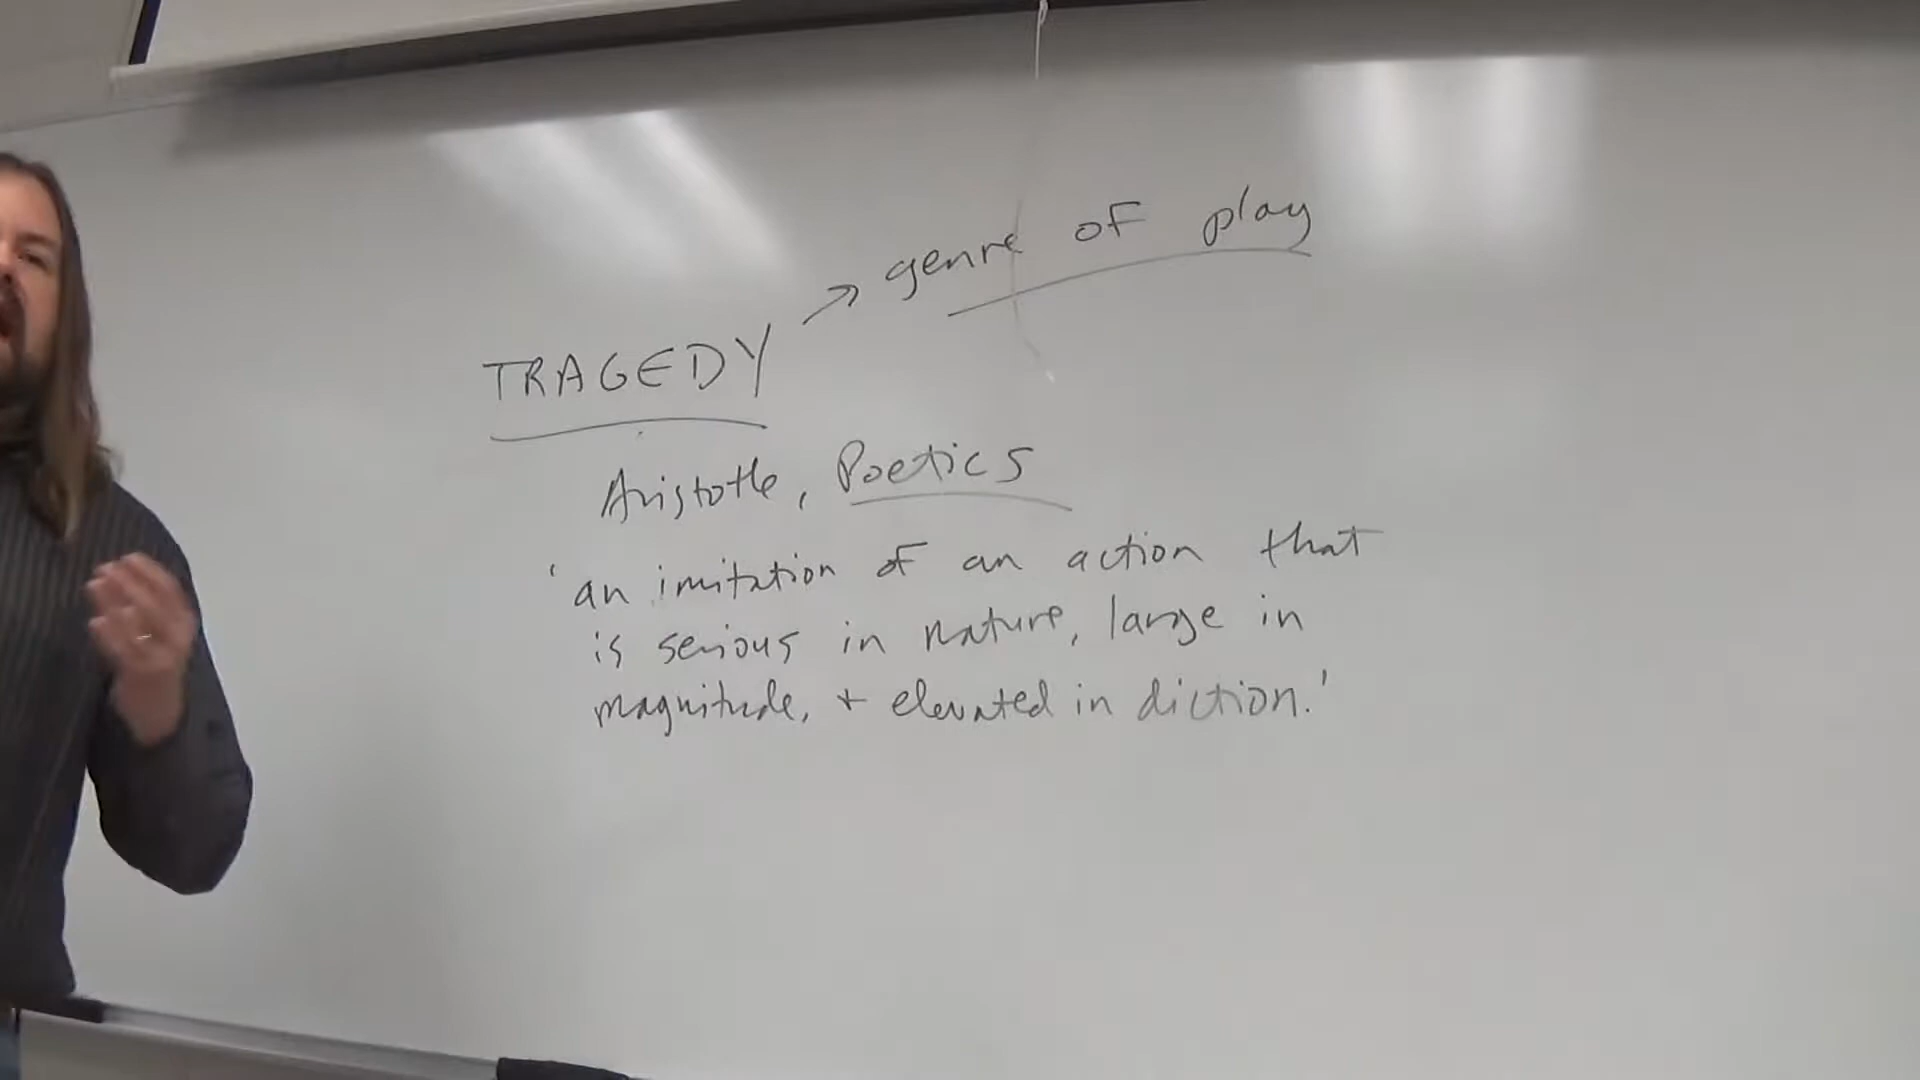 TRAGEDY → genre of play
Aristotle, Poetics
'an imitation of an action that
is serious in nature, large in
magnitude, + elevated in diction.'